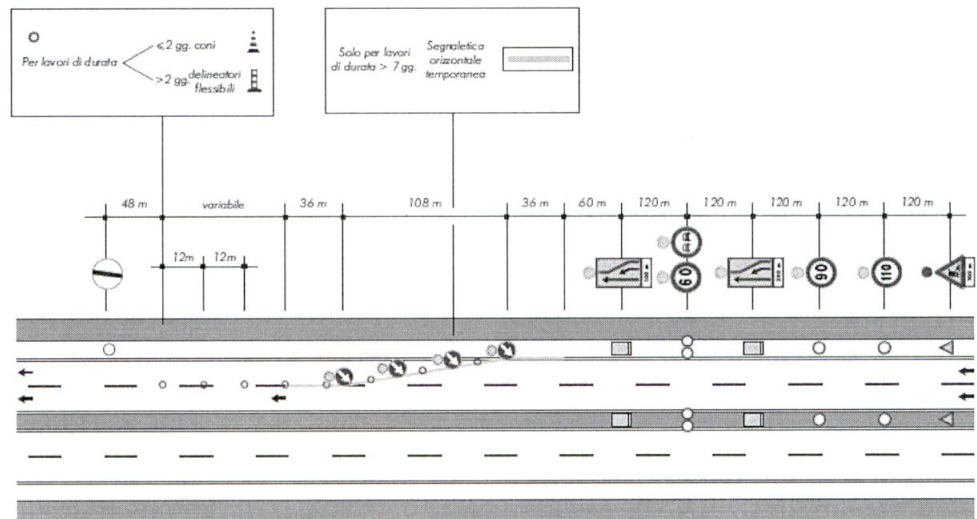 Per lavori di durata
⩽2 gg. coni
>2 gg. delineatori
flessibili
Solo per lavori
di durata > 7 gg.
Segnaletica
orizzontale
temporanea
48 m
variabile
36 m
108 m
36 m
60 m
120 m
120 m
120 m
120 m
120 m
12m
12m
60
90
110